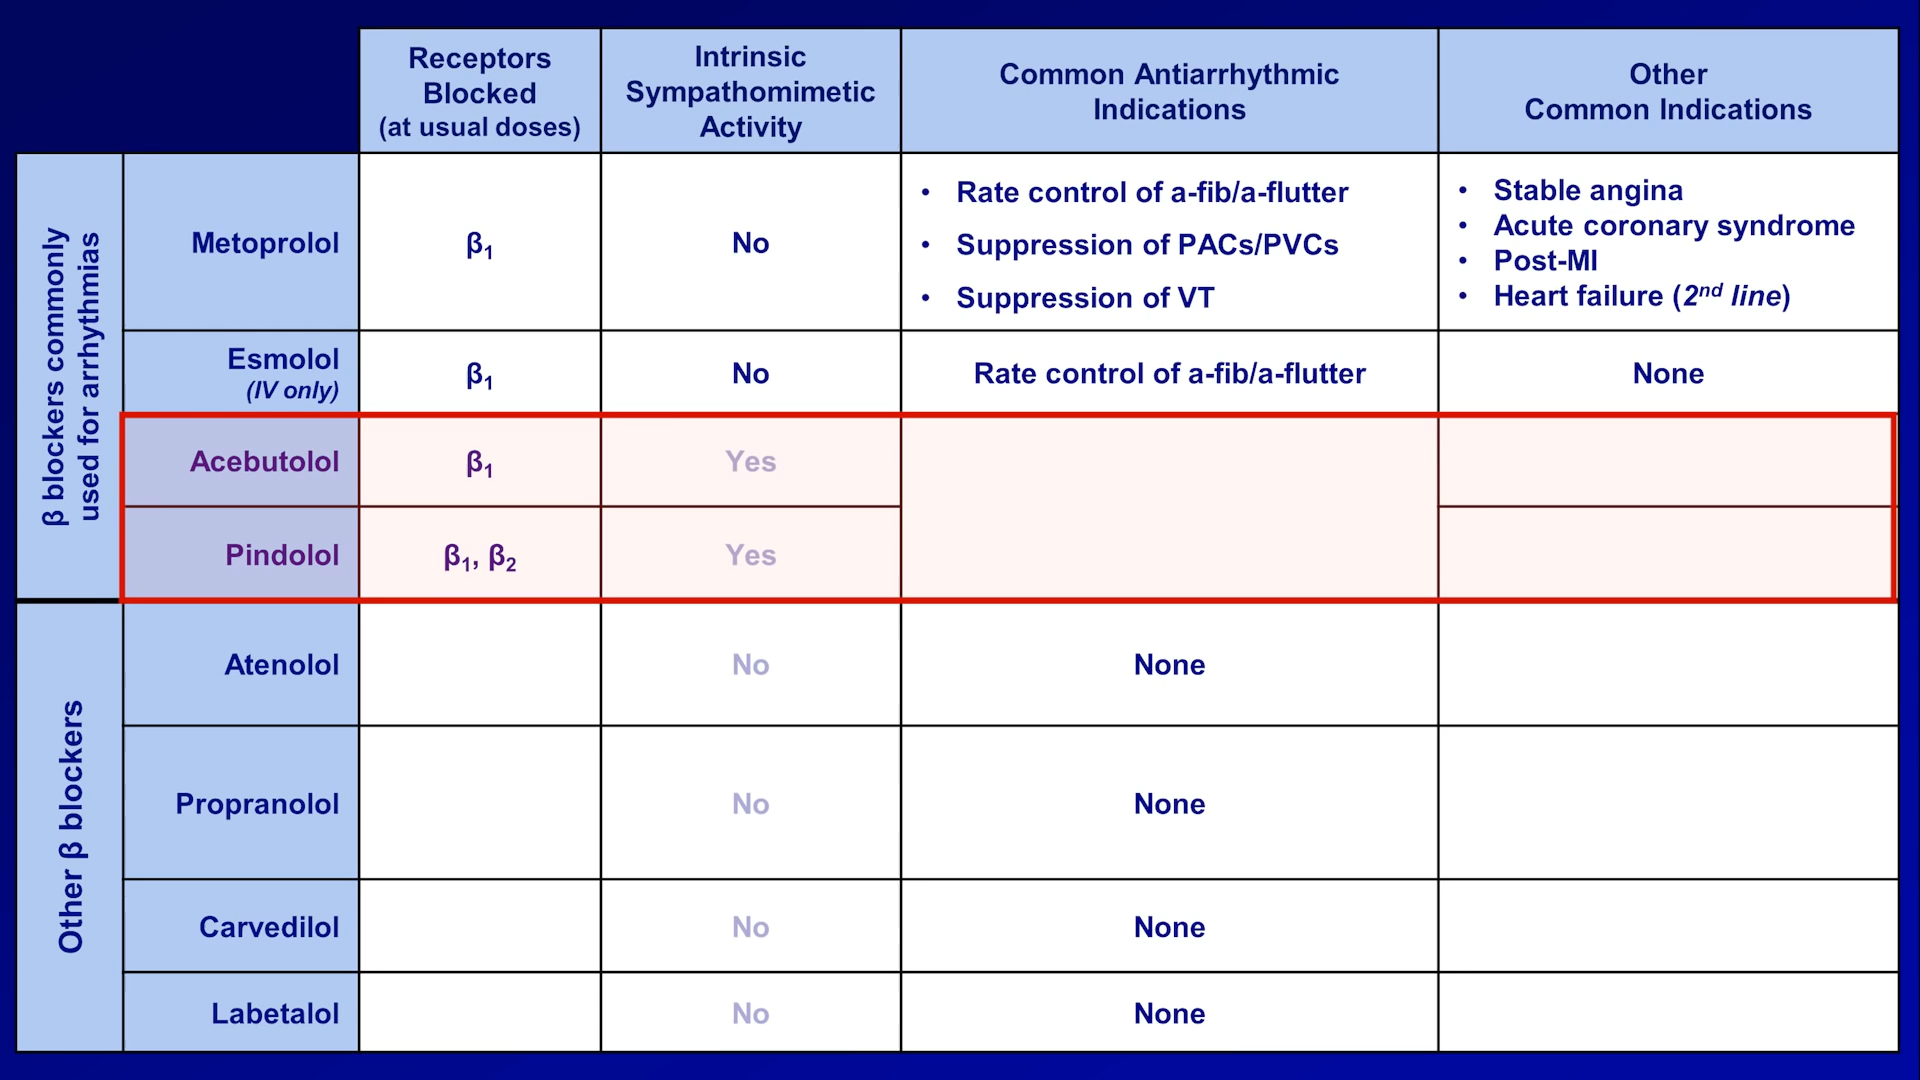 Receptors
Blocked
(at usual doses)
Intrinsic
Sympathomimetic
Activity
Common Antiarrhythmic
Indications
Other
Common Indications
β blockers commonly
used for arrhythmias
Metoprolol
β₁
No
• Rate control of a-fib/a-flutter
• Suppression of PACs/PVCs
• Suppression of VT
• Stable angina
• Acute coronary syndrome
• Post-MI
• Heart failure (2nd line)
Esmolol
(IV only)
β₁
No
Rate control of a-fib/a-flutter
None
Acebutolol
β₁
Yes
Pindolol
β₁, β₂
Yes
Other β blockers
Atenolol
No
None
Propranolol
No
None
Carvedilol
No
None
Labetalol
No
None